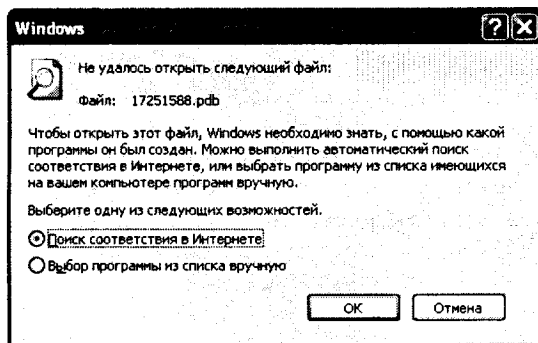 Windows
Не удалось открыть следующий файл:
Файл: 17251588.pdb
Чтобы открыть этот файл, Windows необходимо знать, с помощью какой
программы он был создан. Можно выполнить автоматический поиск
соответствия в Интернете, или выбрать программу из списка имеющихся
на вашем компьютере программ вручную.
Выберите одну из следующих возможностей.
Поиск соответствия в Интернете
Выбор программы из списка вручную
ОК Отмена